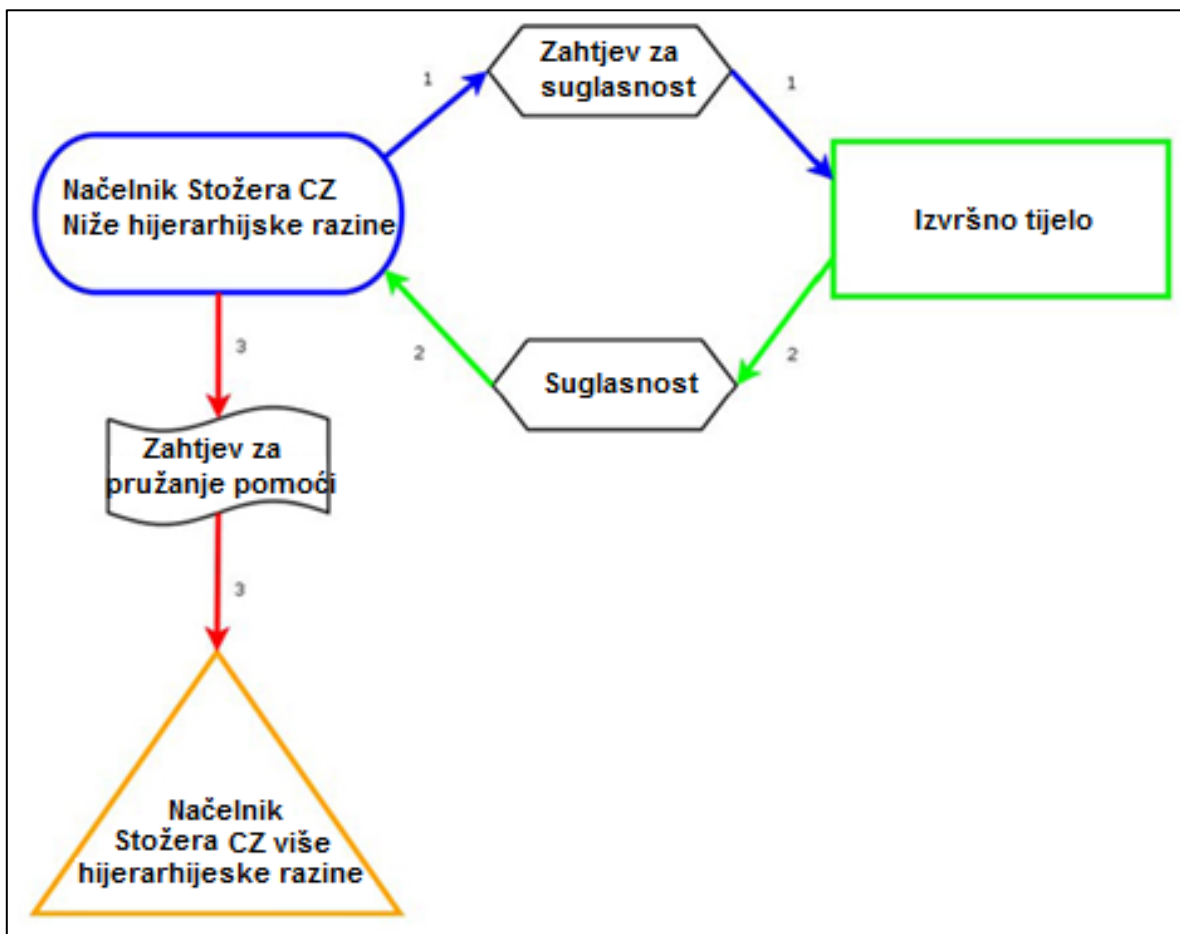 Zahtjev za
suglasnost
1
1
Načelnik Stožera CZ
Niže hijerarhijske razine
Izvršno tijelo
2
2
Suglasnost
3
Zahtjev za
pružanje pomoći
3
Načelnik
Stožera CZ više
hijerarhijeske razine